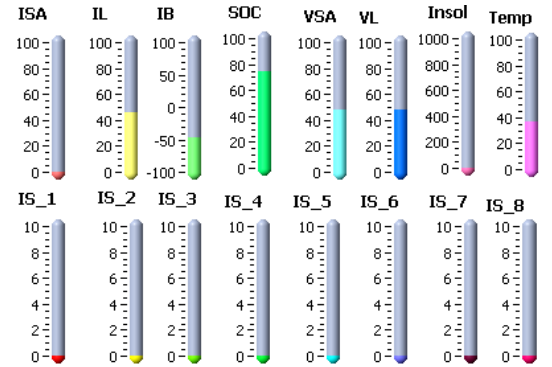 ISA IL IB SOC VSA VL Insol Temp
100 100 100 100 100 100 1000 100
80 80 50 80 80 80 800 80
60 60 0 60 60 60 600 60
40 40 -50 40 40 40 400 40
20 20 -100 20 20 20 200 20
0 0 0 0 0 0 0
IS_1 IS_2 IS_3 IS_4 IS_5 IS_6 IS_7 IS_8
10 10 10 10 10 10 10 10
8 8 8 8 8 8 8 8
6 6 6 6 6 6 6 6
4 4 4 4 4 4 4 4
2 2 2 2 2 2 2 2
0 0 0 0 0 0 0 0